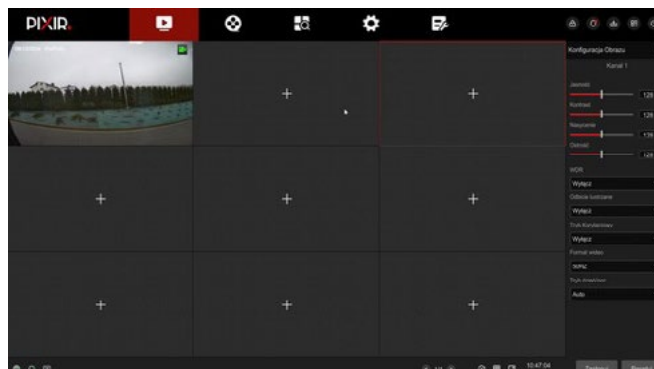 PIXIR.
Konfiguracja Obrazu
Kanał 1
Jasność
128
Kontrast
128
Nasycenie
128
Ostrość
128
WDR
Wyłącz
Odbicie lustrzane
Wyłącz
Tryb Korytarzowy
Wyłącz
Format wideo
50HZ
Auto
10:47:04